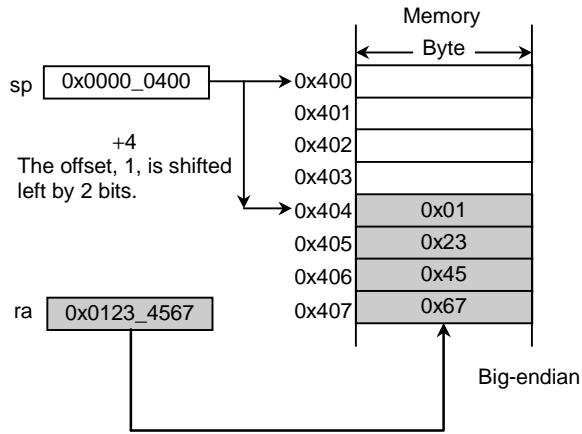 Memory
Byte
sp 0x0000_0400
0x400
0x401
0x402
0x403
+4
The offset, 1, is shifted
left by 2 bits.
0x404 0x01
0x405 0x23
0x406 0x45
0x407 0x67
ra 0x0123_4567
Big-endian